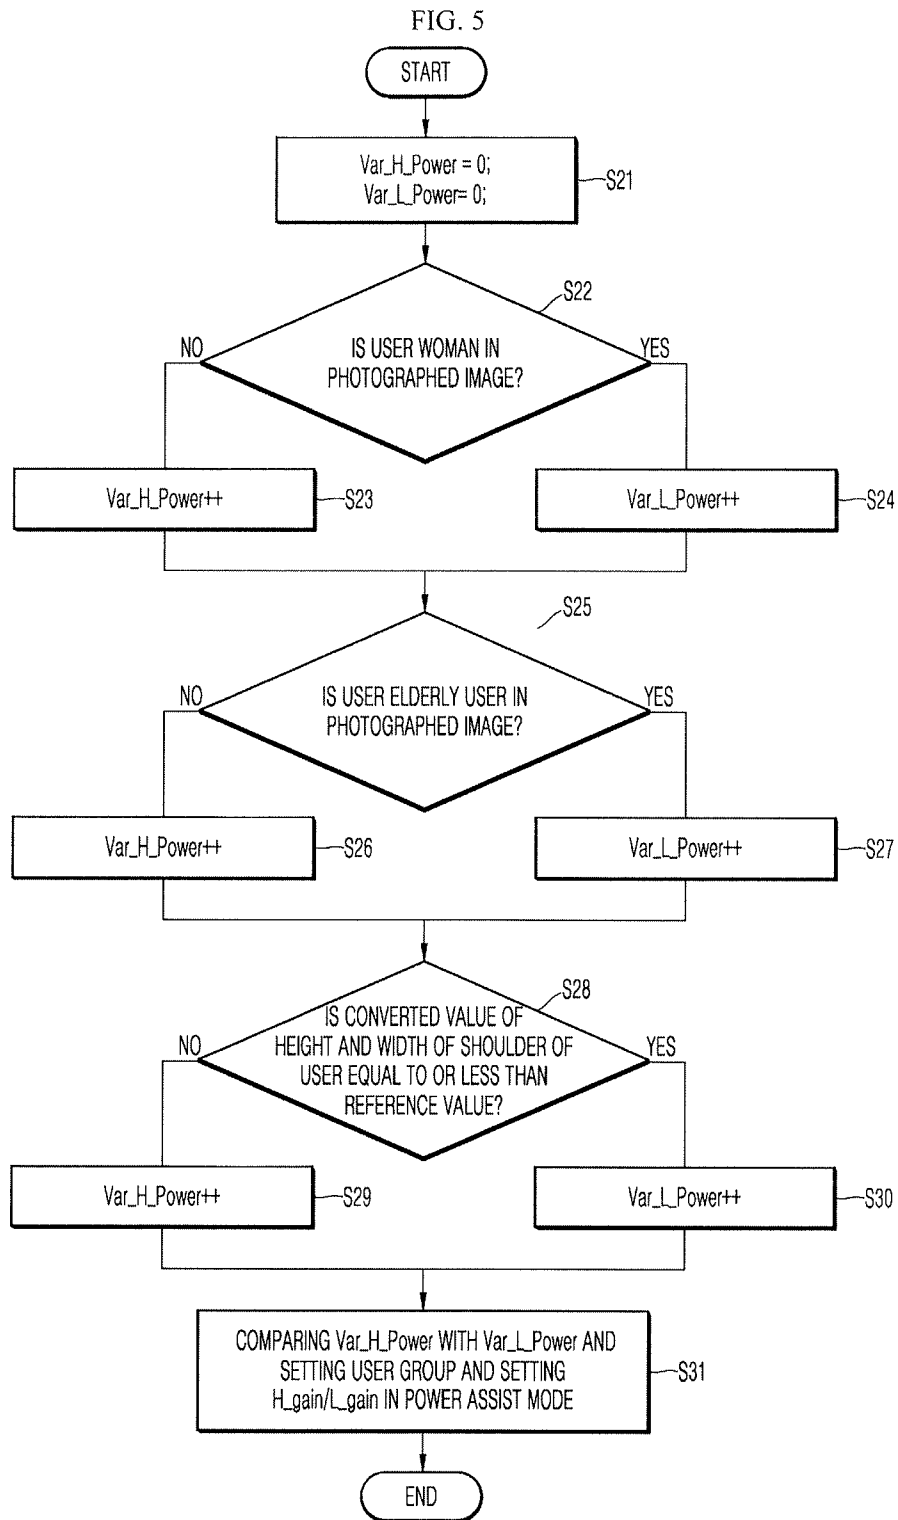 FIG. 5
START
Var_H_Power = 0;
Var_L_Power= 0;
S21
S22
NO
IS USER WOMAN IN
PHOTOGRAPHED IMAGE?
YES
Var_H_Power++
S23
Var_L_Power++
S24
S25
NO
IS USER ELDERLY USER IN
PHOTOGRAPHED IMAGE?
YES
Var_H_Power++
S26
Var_L_Power++
S27
S28
NO
IS CONVERTED VALUE OF
HEIGHT AND WIDTH OF SHOULDER OF
USER EQUAL TO OR LESS THAN
REFERENCE VALUE?
YES
Var_H_Power++
S29
Var_L_Power++
S30
COMPARING Var_H_Power WITH Var_L_Power AND
SETTING USER GROUP AND SETTING
H_gain/L_gain IN POWER ASSIST MODE
S31
END